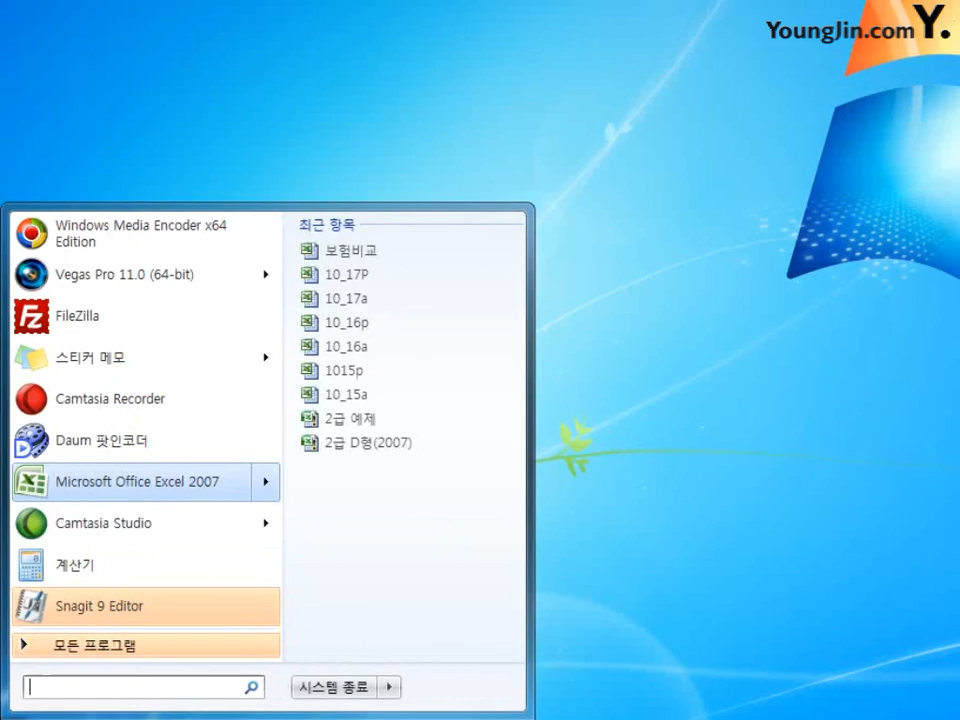 YoungJin.com Y.
Windows Media Encoder x64
Edition
Vegas Pro 11.0 (64-bit)
FileZilla
스티커 메모
Camtasia Recorder
Daum 팟인코더
Microsoft Office Excel 2007
Camtasia Studio
계산기
Snagit 9 Editor
모든 프로그램
최근 항목
보험비교
10_17P
10_17a
10_16p
10_16a
1015p
10_15a
2급 예제
2급 D형(2007)
시스템 종료